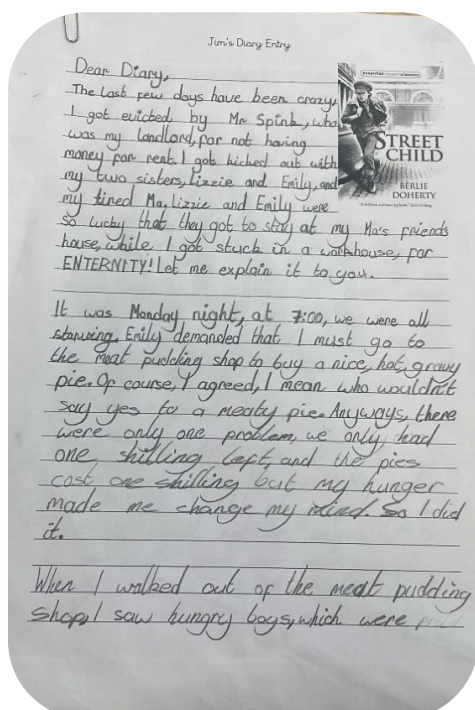 Jim's Diary Entry
Dear Diary,
The last few days have been crazy,
I got evicted by Mr Spink, who
was my landlord, for not having
money for rent. I got kicked out with
my two sisters, Lizzie and Emily, and
my tired Ma. Lizzie and Emily were
so lucky that they got to stay at my Ma's friends
house, while I got stuck in a workhouse, for
ENTERNITY! Let me explain it to you.
STREET
CHILD
BERLIE
DOHERTY
It was Monday night, at 7:00, we were all
starving. Emily demanded that I must go to
the meat pudding shop to buy a nice, hot, gravy
pie. Of course, I agreed, I mean who wouldn't
say yes to a meaty pie. Anyways, there
were only one problem, we only had
one shilling left, and the pies
cost one shilling but my hunger
made me change my mind. So I did
it.
When I walked out of the meat pudding
shop, I saw hungry boys, which were